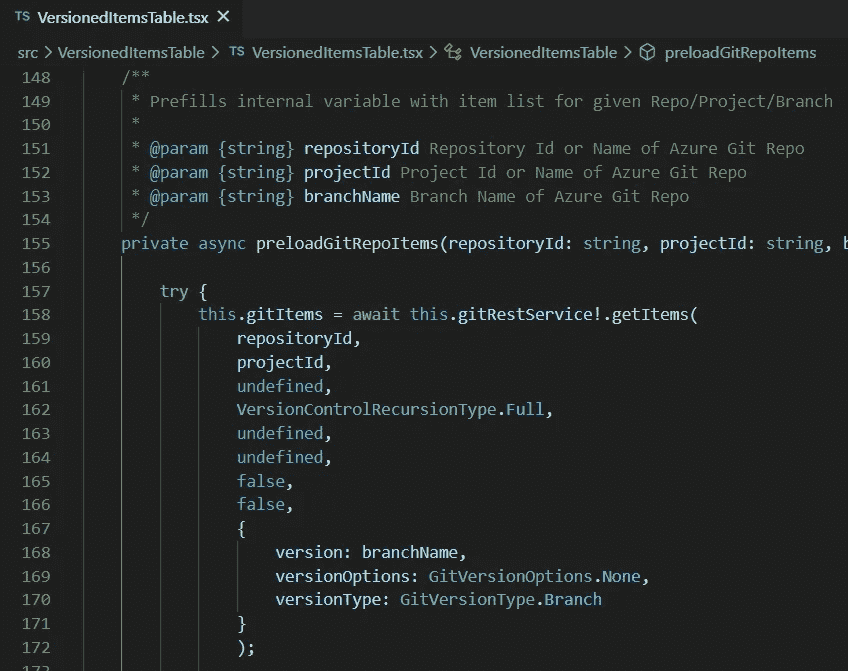 TS VersionedItemsTable.tsx ✕
src > VersionedItemsTable > TS VersionedItemsTable.tsx > VersionedItemsTable > preloadGitRepoItems
148 /**
149 * Prefills internal variable with item list for given Repo/Project/Branch
150 *
151 * @param {string} repositoryId Repository Id or Name of Azure Git Repo
152 * @param {string} projectId Project Id or Name of Azure Git Repo
153 * @param {string} branchName Branch Name of Azure Git Repo
154 */
155 private async preloadGitRepoItems(repositoryId: string, projectId: string, b
156
157 try {
158 this.gitItems = await this.gitRestService!.getItems(
159 repositoryId,
160 projectId,
161 undefined,
162 VersionControlRecursionType.Full,
163 undefined,
164 undefined,
165 false,
166 false,
167 {
168 version: branchName,
169 versionOptions: GitVersionOptions.None,
170 versionType: GitVersionType.Branch
171 }
172 );
173